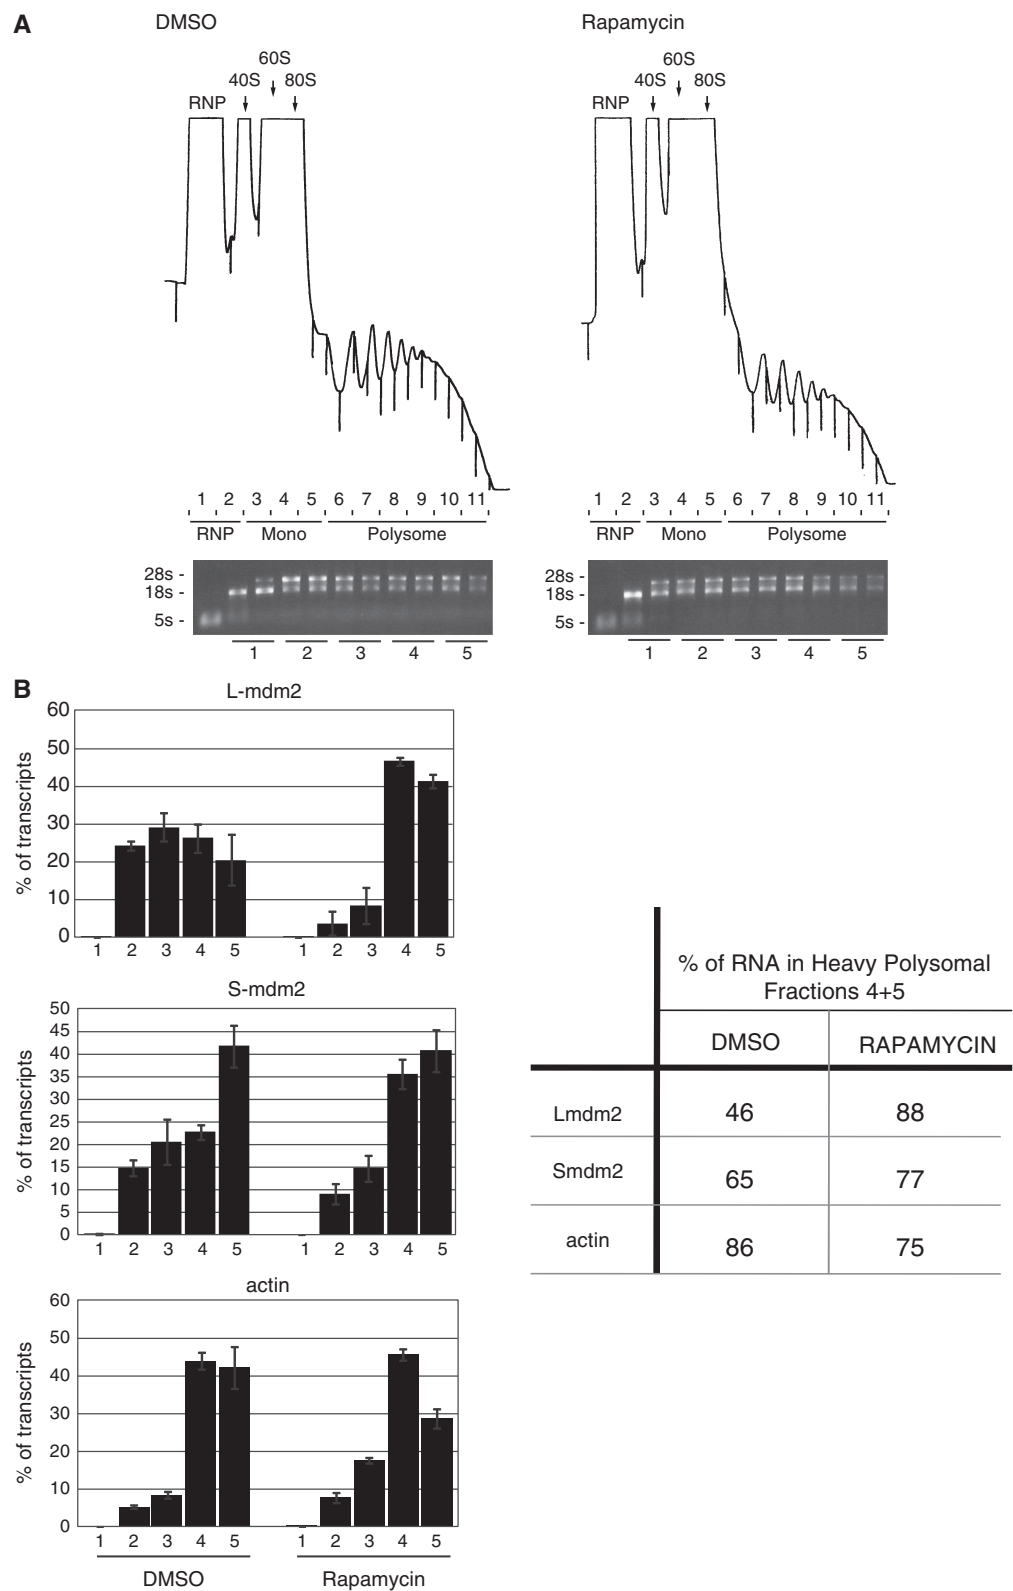 A
DMSO
Rapamycin
60S
40S 80S
RNP
60S
40S 80S
RNP
1 2 3 4 5 6 7 8 9 10 11
RNP Mono Polysome
1 2 3 4 5 6 7 8 9 10 11
RNP Mono Polysome
28s -
18s -
5s -
1 2 3 4 5
28s -
18s -
5s -
1 2 3 4 5
B
L-mdm2
% of transcripts
60
50
40
30
20
10
0
1 2 3 4 5 1 2 3 4 5
S-mdm2
% of transcripts
50
45
40
35
30
25
20
15
10
5
0
1 2 3 4 5 1 2 3 4 5
actin
% of transcripts
60
50
40
30
20
10
0
1 2 3 4 5 1 2 3 4 5
DMSO Rapamycin
% of RNA in Heavy Polysomal
Fractions 4+5
DMSO RAPAMYCIN
Lmdm2 46 88
Smdm2 65 77
actin 86 75